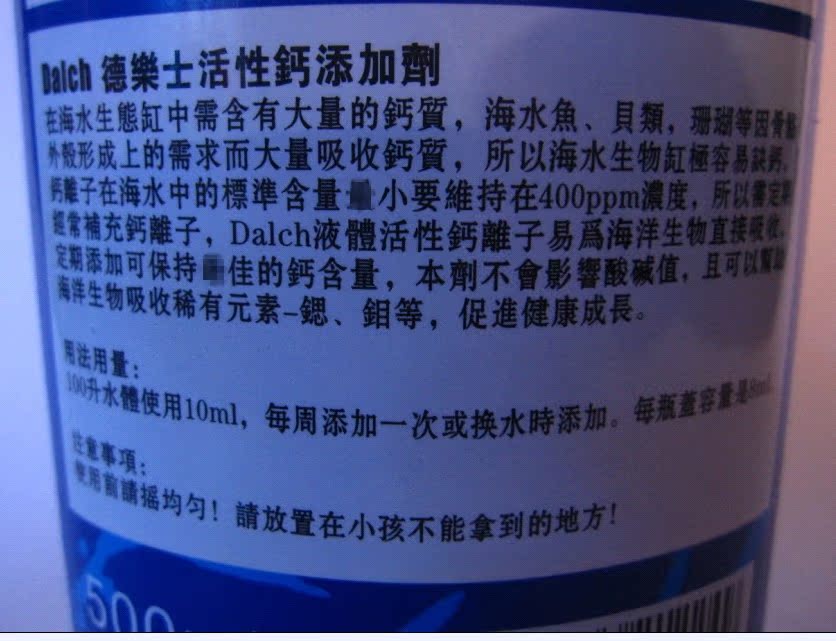 Dalch 德樂士活性鈣添加劑
在海水生態缸中需含有大量的鈣質，海水魚、貝類，珊瑚等因骨骼
外殼形成上的需求而大量吸收鈣質，所以海水生物缸極容易缺鈣。
鈣離子在海水中的標準含量小要維持在400ppm濃度，所以需定期
經常補充鈣離子，Dalch液體活性鈣離子易爲海洋生物直接吸收。
定期添加可保持佳的鈣含量，本劑不會影響酸碱值，且可以幫助
海洋生物吸收稀有元素-鍶、鉬等，促進健康成長。
用法用量：
100升水體使用10ml，每周添加一次或换水時添加。每瓶蓋容量是8ml
注意事項：
使用前請摇均匀！請放置在小孩不能拿到的地方！
500